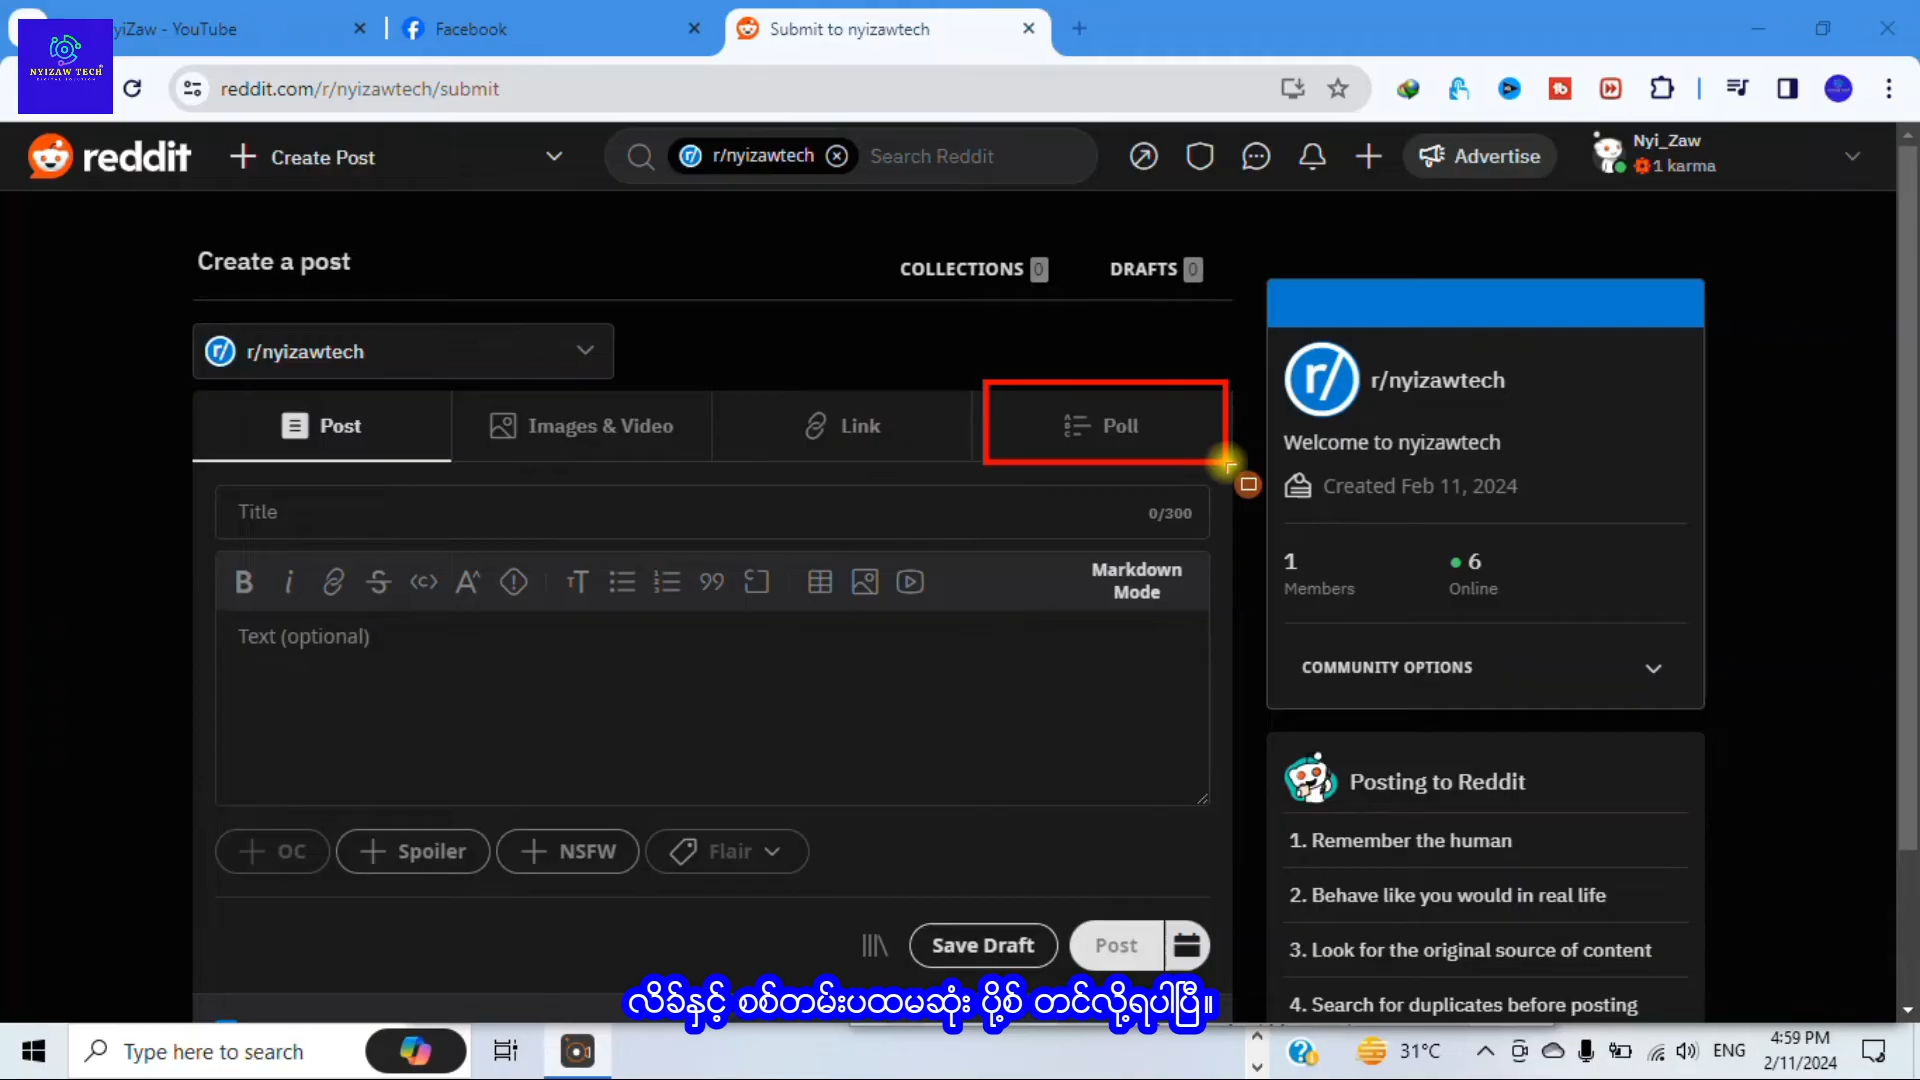 yiZaw - YouTube
Facebook
Submit to nyizawtech
NYIZAW TECH
reddit.com/r/nyizawtech/submit
reddit
Create Post
r/nyizawtech
Search Reddit
Advertise
Nyi_Zaw
1 karma
Create a post
COLLECTIONS 0
DRAFTS 0
r/nyizawtech
Post
Images & Video
Link
Poll
Title
0/300
Markdown
Mode
Text (optional)
OC
Spoiler
NSFW
Flair
Save Draft
Post
r/nyizawtech
Welcome to nyizawtech
Created Feb 11, 2024
1
Members
6
Online
COMMUNITY OPTIONS
Posting to Reddit
1. Remember the human
2. Behave like you would in real life
3. Look for the original source of content
4. Search for duplicates before posting
လိခ်နှင့် စစ်တမ်းပထမဆုံး ပို့စ် တင်လို့ရပါပြီ။
Type here to search
31°C
ENG
4:59 PM
2/11/2024